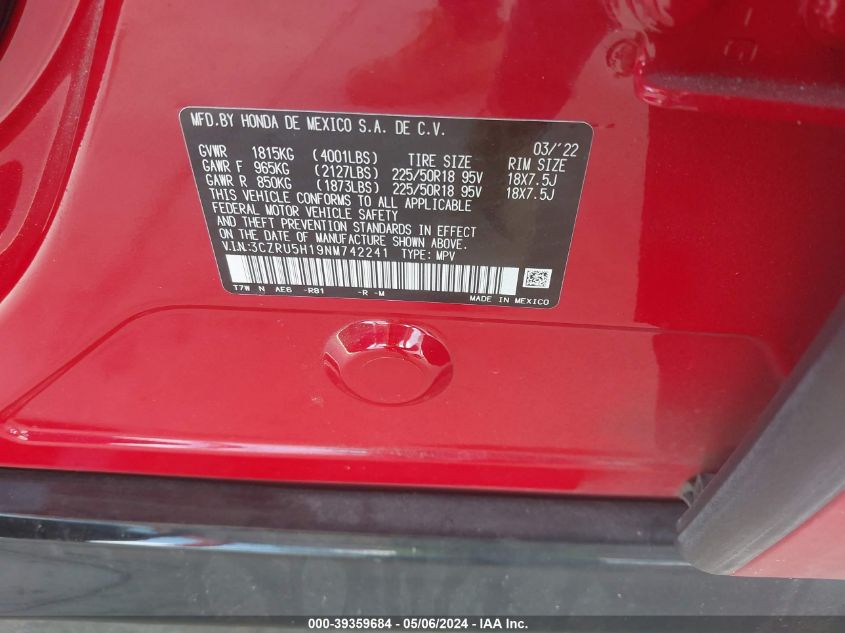 MFD.BY HONDA DE MEXICO S.A. DE C.V.
03/'22
GVWR 1815KG (4001LBS) TIRE SIZE RIM SIZE
GAWR F 965KG (2127LBS) 225/50R18 95V 18X7.5J
GAWR R 850KG (1873LBS) 225/50R18 95V 18X7.5J
THIS VEHICLE CONFORMS TO ALL APPLICABLE
FEDERAL MOTOR VEHICLE SAFETY
AND THEFT PREVENTION STANDARDS IN EFFECT
ON THE DATE OF MANUFACTURE SHOWN ABOVE.
V.I.N.:3CZRU5H19NM742241 TYPE: MPV
T7W N AE6 -R81 -R -M MADE IN MEXICO
000-39359684 - 05/06/2024 - IAA Inc.